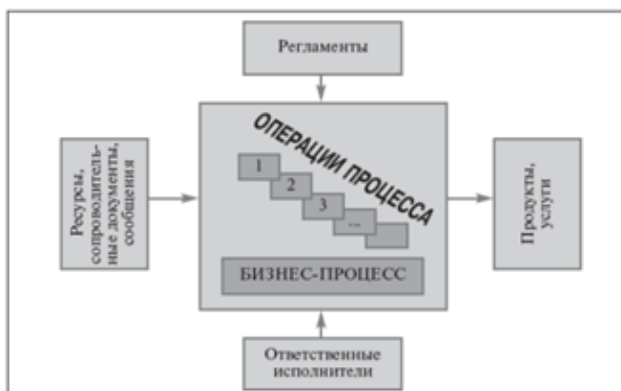 Регламенты
Ресурсы,
сопроводитель-
ные документы,
сообщения
ОПЕРАЦИИ ПРОЦЕССА
1
2
3
...
БИЗНЕС-ПРОЦЕСС
Продукты,
услуги
Ответственные
исполнители